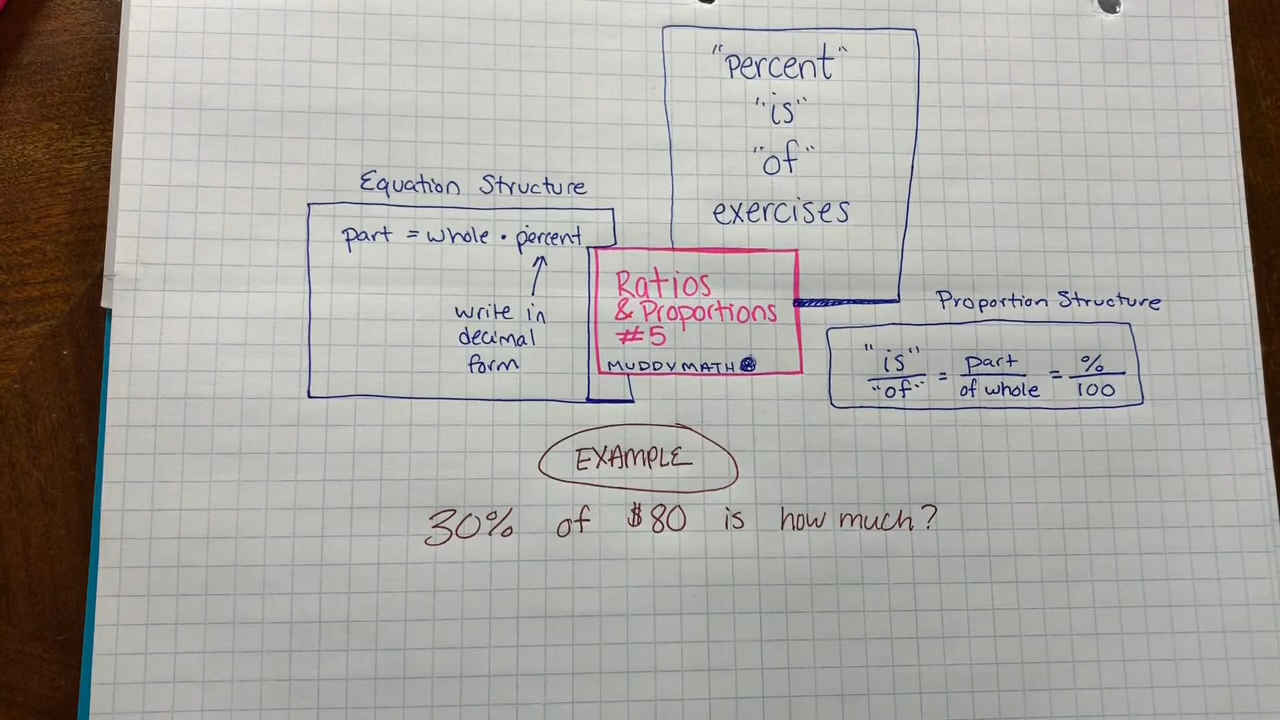 "percent"
"is"
"of"
exercises
Equation Structure
part = whole · percent
write in
decimal
form
Ratios
& Proportions
#5
MUDDYMATH
Proportion Structure
"is" / "of" = part / of whole = % / 100
EXAMPLE
30% of $80 is how much?